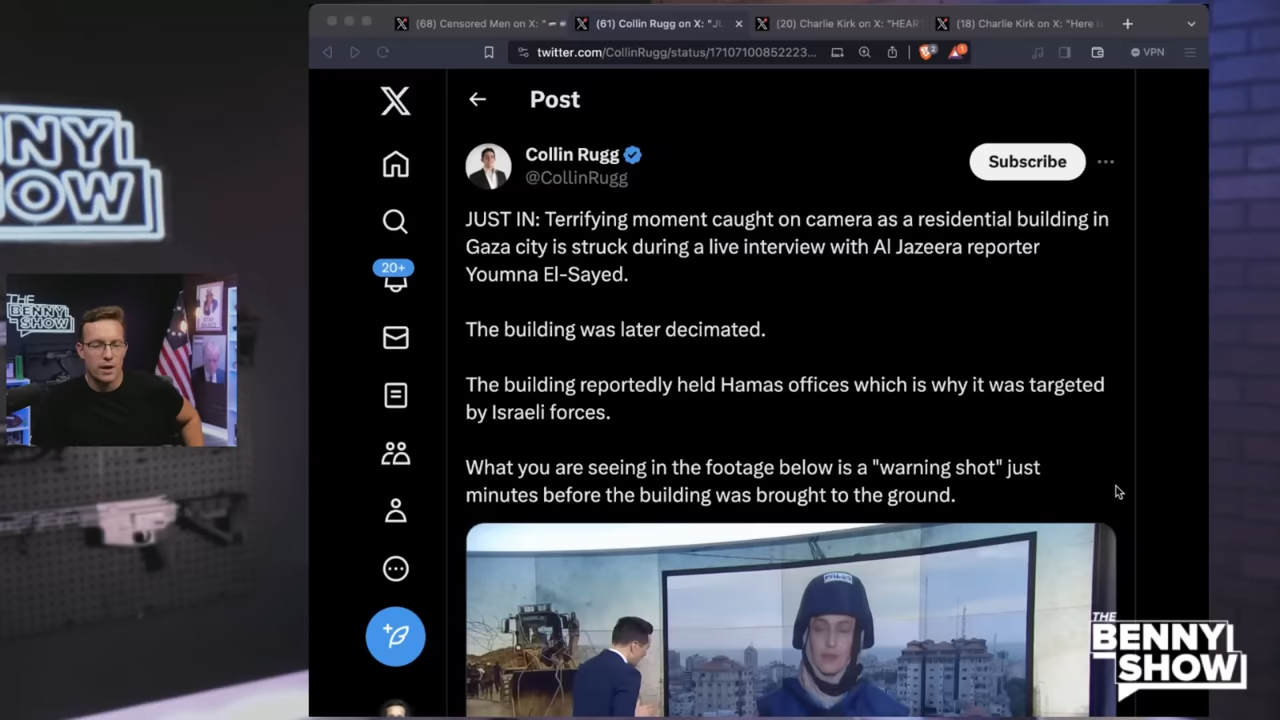 (68) Censored Men on X: "
(61) Collin Rugg on X: "JU
(20) Charlie Kirk on X: "HEAR
(18) Charlie Kirk on X: "Here i
twitter.com/CollinRugg/status/17107100852223...
2
1
VPN
Post
Collin Rugg
@CollinRugg
Subscribe
20+
JUST IN: Terrifying moment caught on camera as a residential building in
Gaza city is struck during a live interview with Al Jazeera reporter
Youmna El-Sayed.
The building was later decimated.
The building reportedly held Hamas offices which is why it was targeted
by Israeli forces.
What you are seeing in the footage below is a "warning shot" just
minutes before the building was brought to the ground.
PRESS
NNY
OW
THE
BENNY
SHOW
THE
BENNY
SHOW